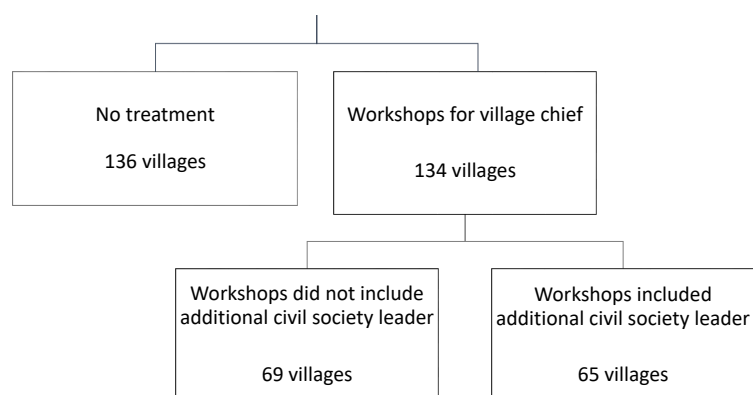 No treatment
136 villages
Workshops for village chief
134 villages
Workshops did not include
additional civil society leader
69 villages
Workshops included
additional civil society leader
65 villages